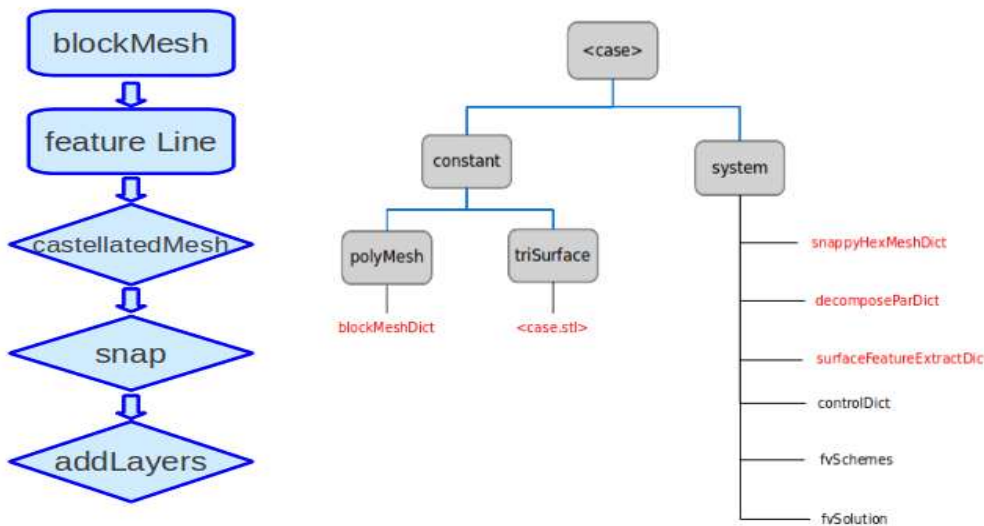 blockMesh
feature Line
castellatedMesh
snap
addLayers
<case>
constant
system
polyMesh
triSurface
blockMeshDict
<case.stl>
snappyHexMeshDict
decomposeParDict
surfaceFeatureExtractDic
controlDict
fvSchemes
fvSolution